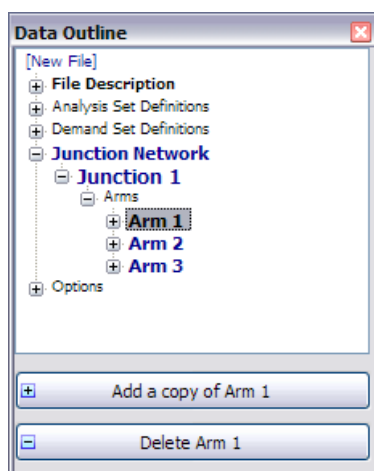 Data Outline
[New File]
File Description
Analysis Set Definitions
Demand Set Definitions
Junction Network
Junction 1
Arms
Arm 1
Arm 2
Arm 3
Options
Add a copy of Arm 1
Delete Arm 1